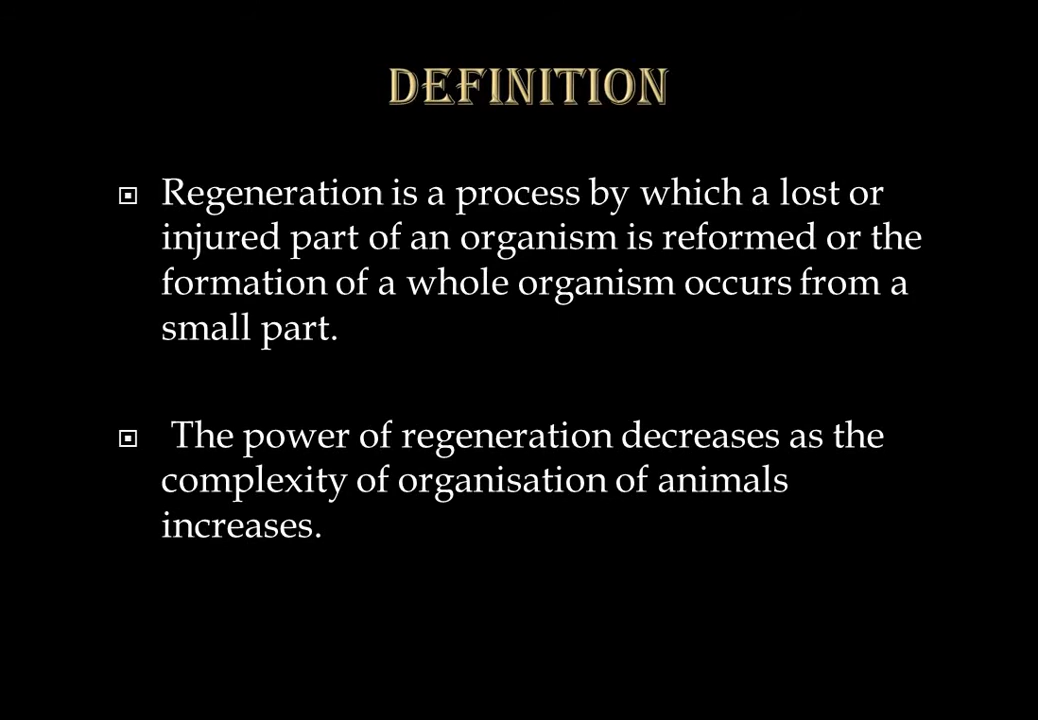 DEFINITION
Regeneration is a process by which a lost or
injured part of an organism is reformed or the
formation of a whole organism occurs from a
small part.
The power of regeneration decreases as the
complexity of organisation of animals
increases.